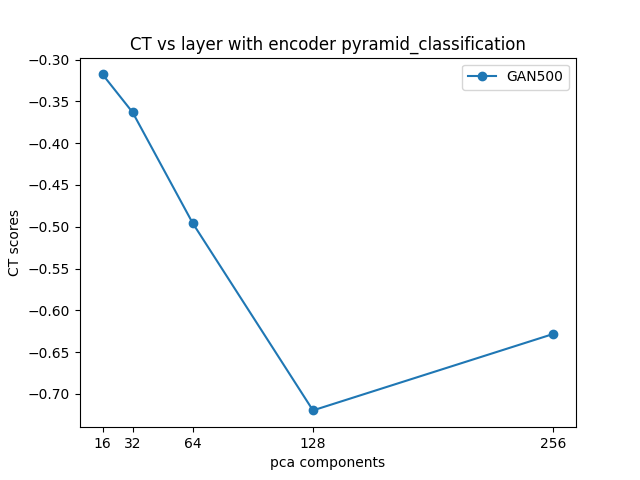 CT vs layer with encoder pyramid_classification
GAN500
CT scores
−0.30
−0.35
−0.40
−0.45
−0.50
−0.55
−0.60
−0.65
−0.70
16 32 64 128 256
pca components